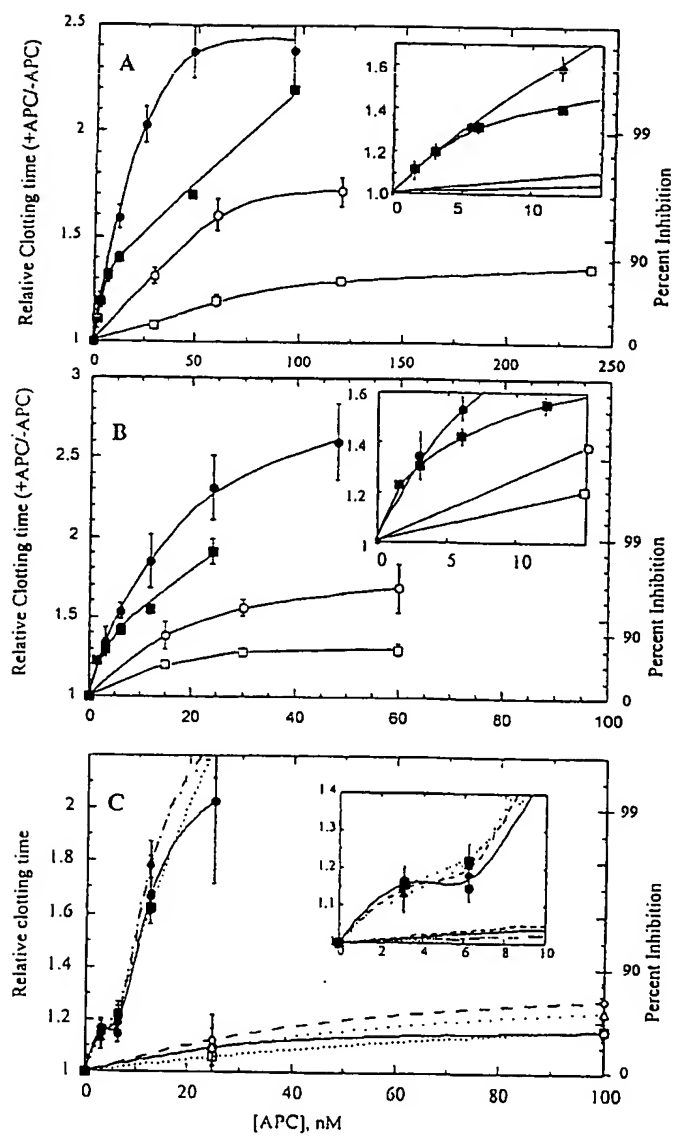 Relative Clotting time (+APC/-APC)
2.5
2
1.5
1
A
1.6
1.4
1.2
1.0
0 5 10
99
90
0
Percent Inhibition
0 50 100 150 200 250
Relative Clotting time (+APC/-APC)
3
2.5
2
1.5
1
B
1.6
1.4
1.2
1
0 5 10
99
90
0
Percent Inhibition
0 20 40 60 80 100
Relative clotting time
2
1.8
1.6
1.4
1.2
1
C
1 4
1.3
1.2
1.1
0 2 4 6 8 10
99
90
0
Percent Inhibition
0 20 40 60 80 100
[APC], nM